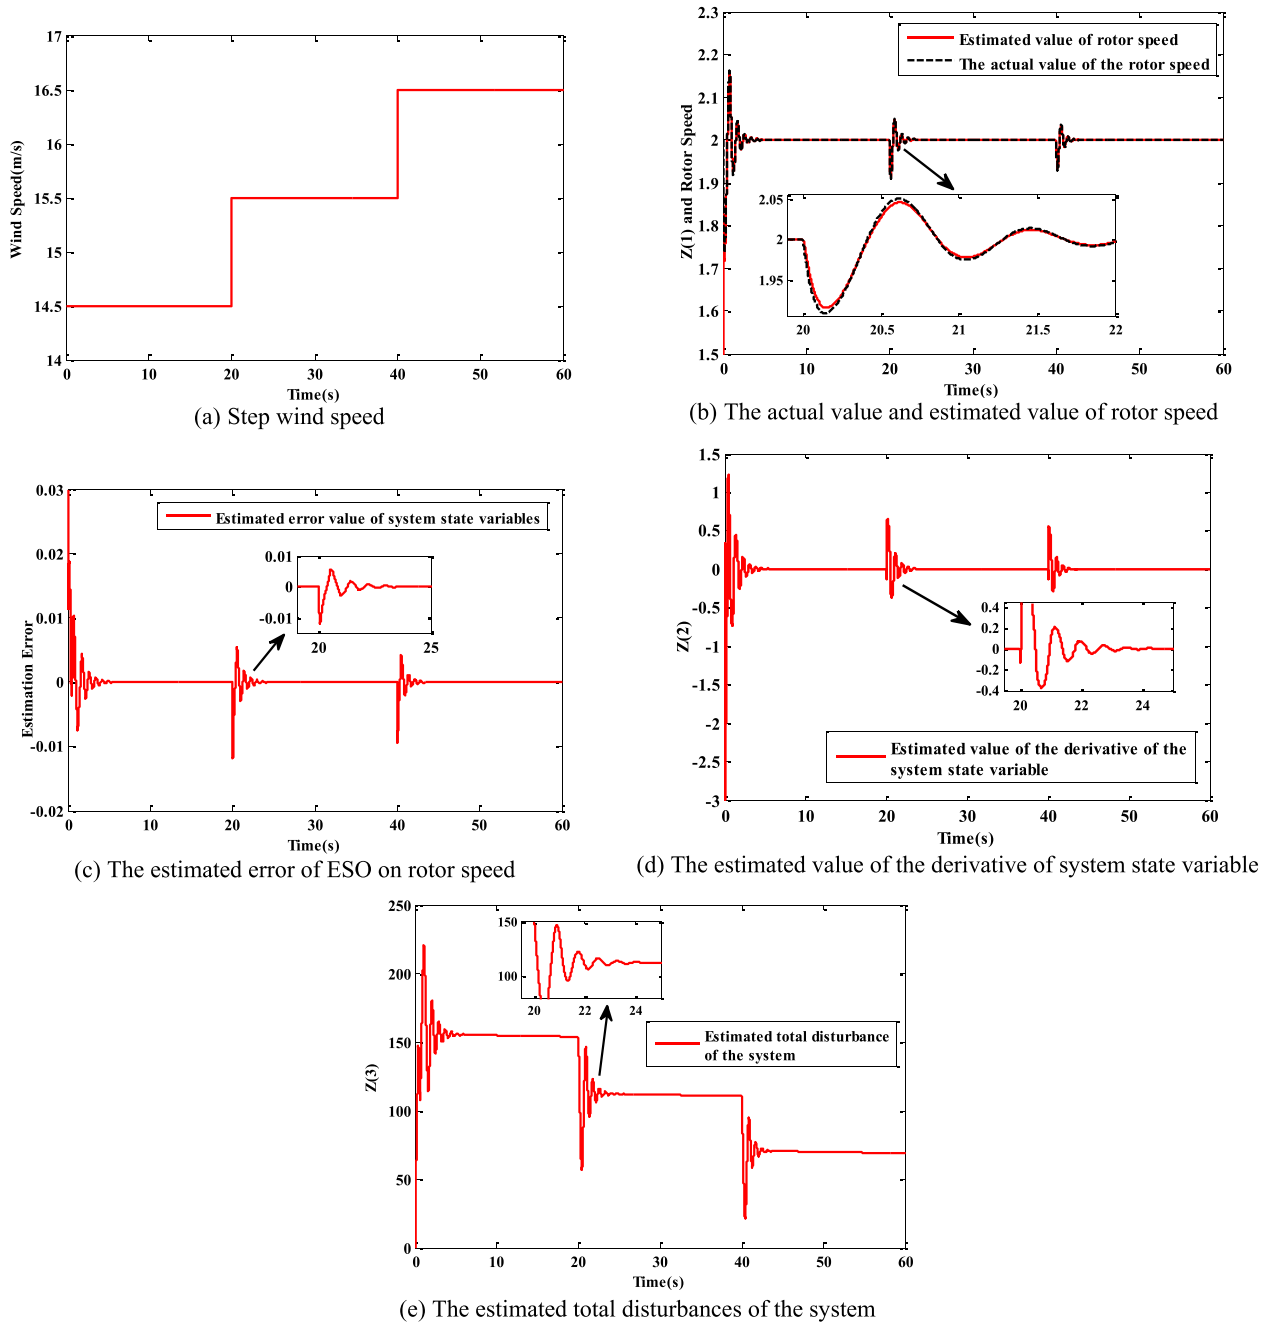 17
16.5
16
15.5
15
14.5
14
Wind Speed(m/s)
0 10 20 30 40 50 60
Time(s)
(a) Step wind speed
2.3
2.2
2.1
2
1.9
1.8
1.7
1.6
1.5
Z(1) and Rotor Speed
Estimated value of rotor speed
The actual value of the rotor speed
2.05
2
1.95
20 20.5 21 21.5 22
0 10 20 30 40 50 60
Time(s)
(b) The actual value and estimated value of rotor speed
0.03
0.02
0.01
0
-0.01
-0.02
Estimation Error
Estimated error value of system state variables
0.01
0
-0.01
20 25
0 10 20 30 40 50 60
Time(s)
(c) The estimated error of ESO on rotor speed
1.5
1
0.5
0
-0.5
-1
-1.5
-2
-2.5
-3
Z(2)
0.4
0.2
0
-0.2
-0.4
20 22 24
Estimated value of the derivative of the
system state variable
0 10 20 30 40 50 60
Time(s)
(d) The estimated value of the derivative of system state variable
250
200
150
100
50
0
Z(3)
150
100
20 22 24
Estimated total disturbance
of the system
0 10 20 30 40 50 60
Time(s)
(e) The estimated total disturbances of the system